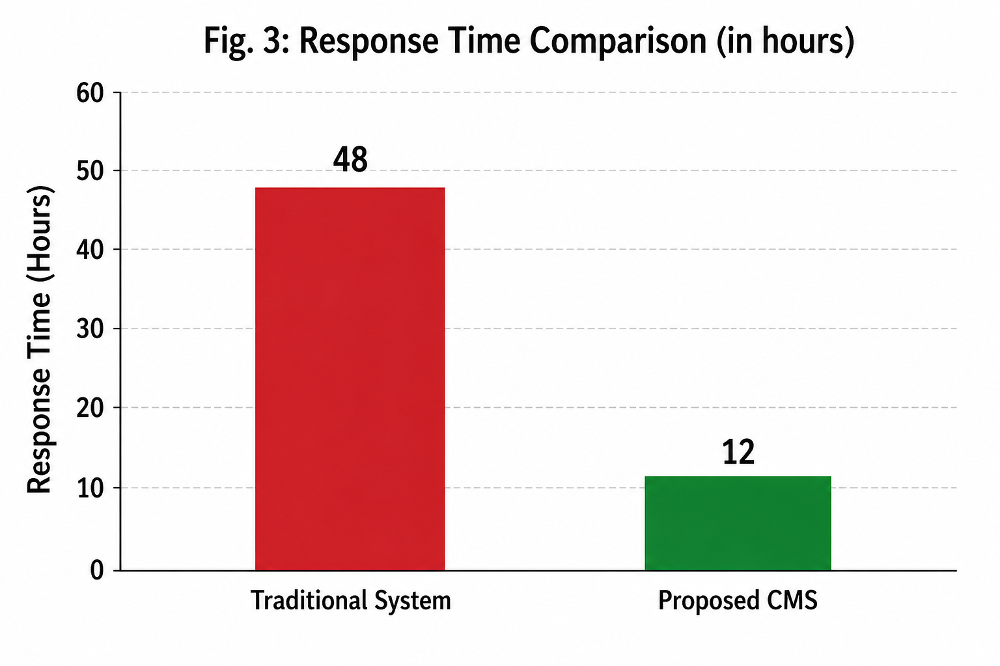 Fig. 3: Response Time Comparison (in hours)
Response Time (Hours)
60
50
40
30
20
10
0
48
12
Traditional System
Proposed CMS